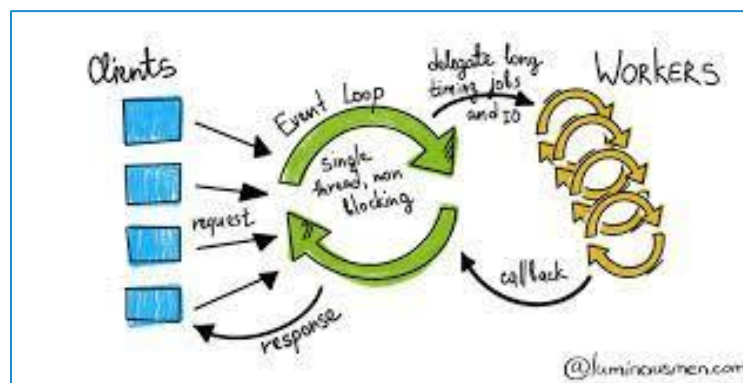 Clients
request
response
Event Loop
single
thread, non
blocking
delegate long
timing jobs
and IO
callback
WORKERS
@luminousmen.com